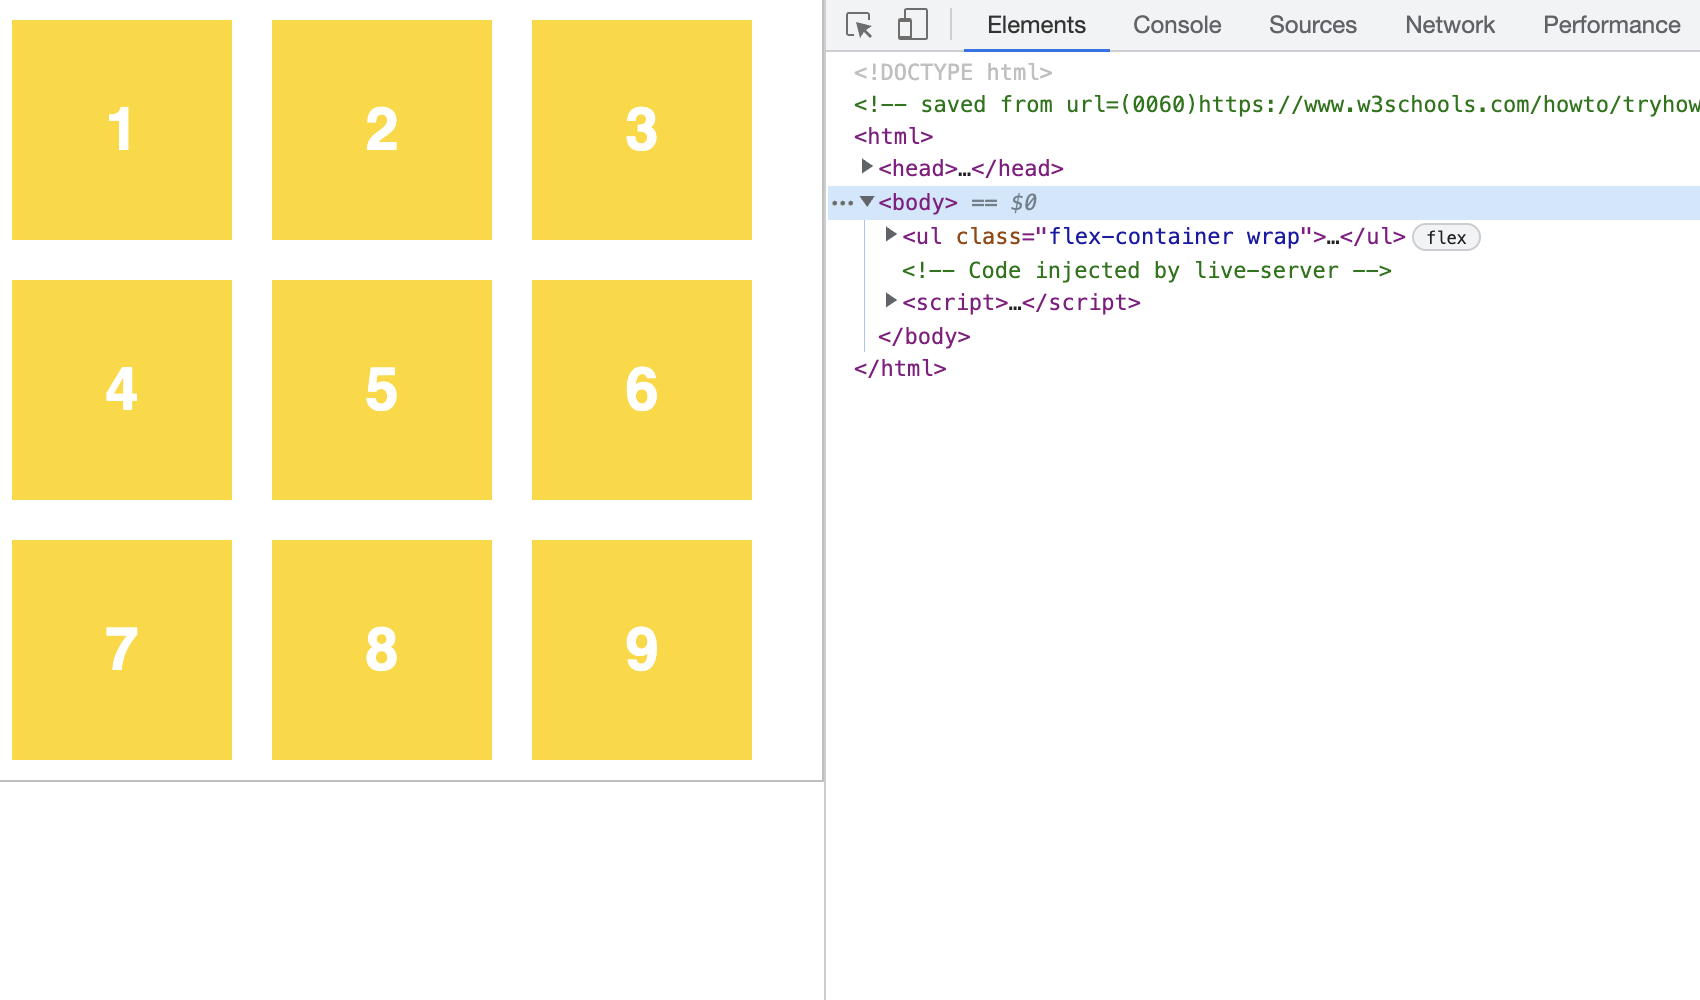 1 2 3
4 5 6
7 8 9
Elements Console Sources Network Performance
<!DOCTYPE html>
<!-- saved from url=(0060)https://www.w3schools.com/howto/tryhow
<html>
<head>…</head>
<body> == $0
<ul class="flex-container wrap">…</ul> flex
<!-- Code injected by live-server -->
<script>…</script>
</body>
</html>